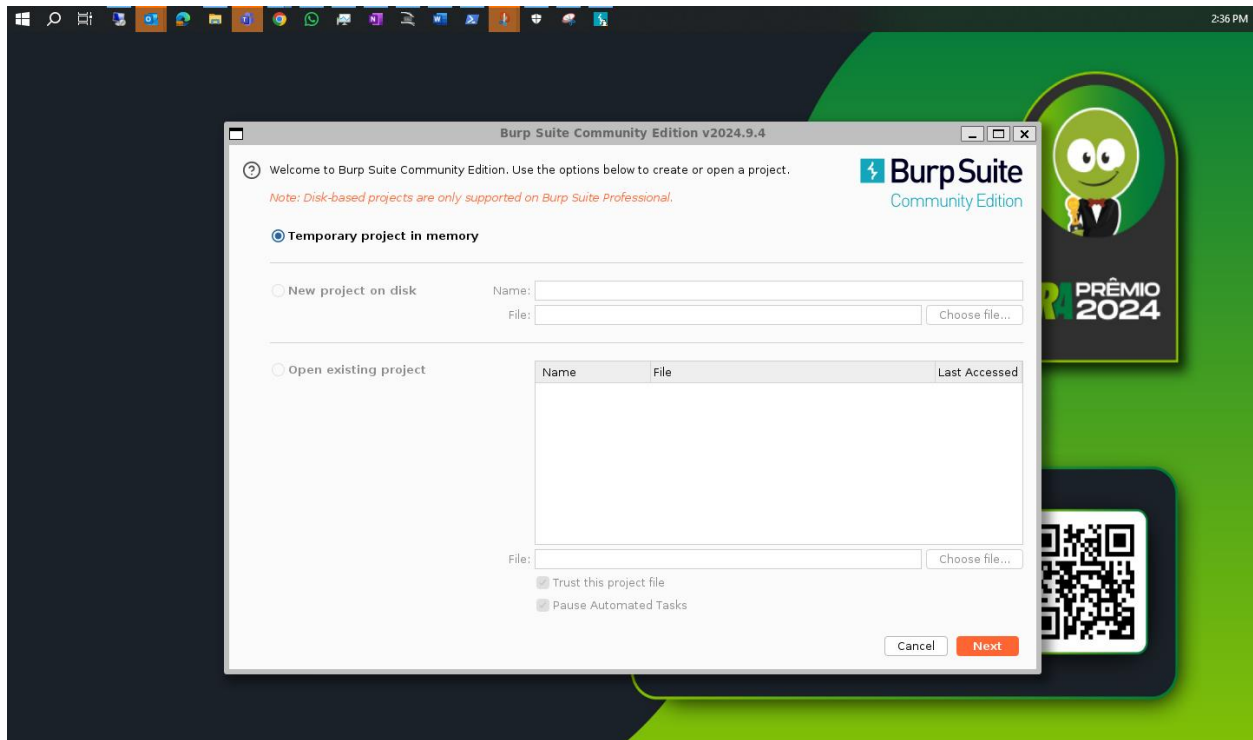 2:36 PM
Burp Suite Community Edition v2024.9.4
Welcome to Burp Suite Community Edition. Use the options below to create or open a project.
Note: Disk-based projects are only supported on Burp Suite Professional.
Burp Suite
Community Edition
Temporary project in memory
New project on disk
Name:
File:
Choose file...
PRÊMIO
2024
Open existing project
Name File Last Accessed
File:
Choose file...
Trust this project file
Pause Automated Tasks
Cancel
Next